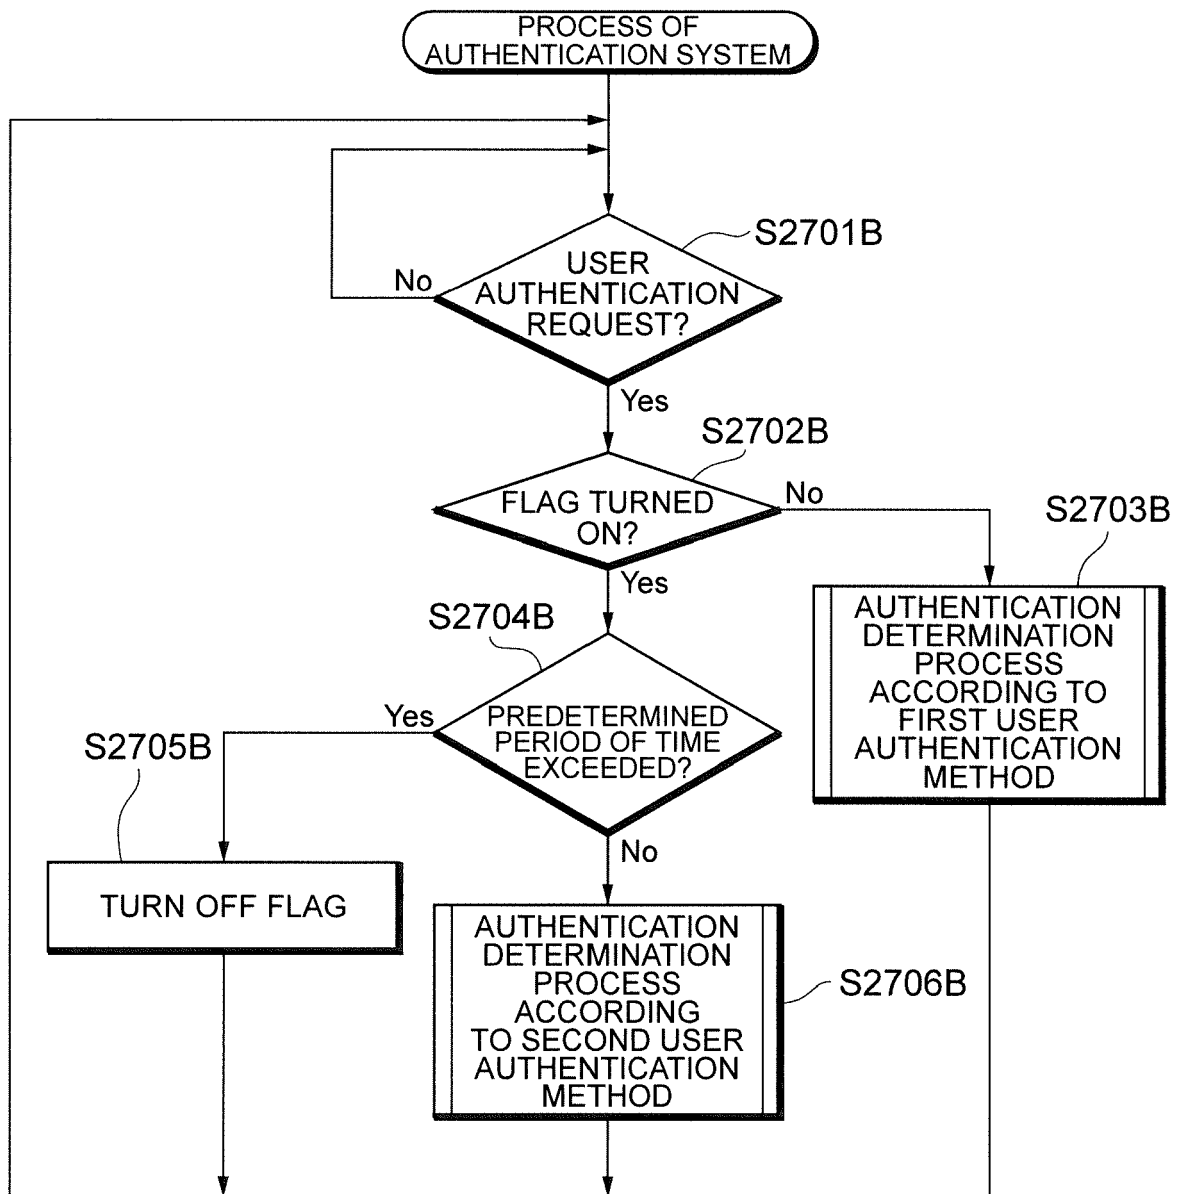 PROCESS OF
AUTHENTICATION SYSTEM
S2701B
USER
AUTHENTICATION
REQUEST?
No
Yes
S2702B
FLAG TURNED
ON?
No
Yes
S2703B
AUTHENTICATION
DETERMINATION
PROCESS
ACCORDING TO
FIRST USER
AUTHENTICATION
METHOD
S2704B
PREDETERMINED
PERIOD OF TIME
EXCEEDED?
Yes
No
S2705B
TURN OFF FLAG
AUTHENTICATION
DETERMINATION
PROCESS
ACCORDING
TO SECOND USER
AUTHENTICATION
METHOD
S2706B